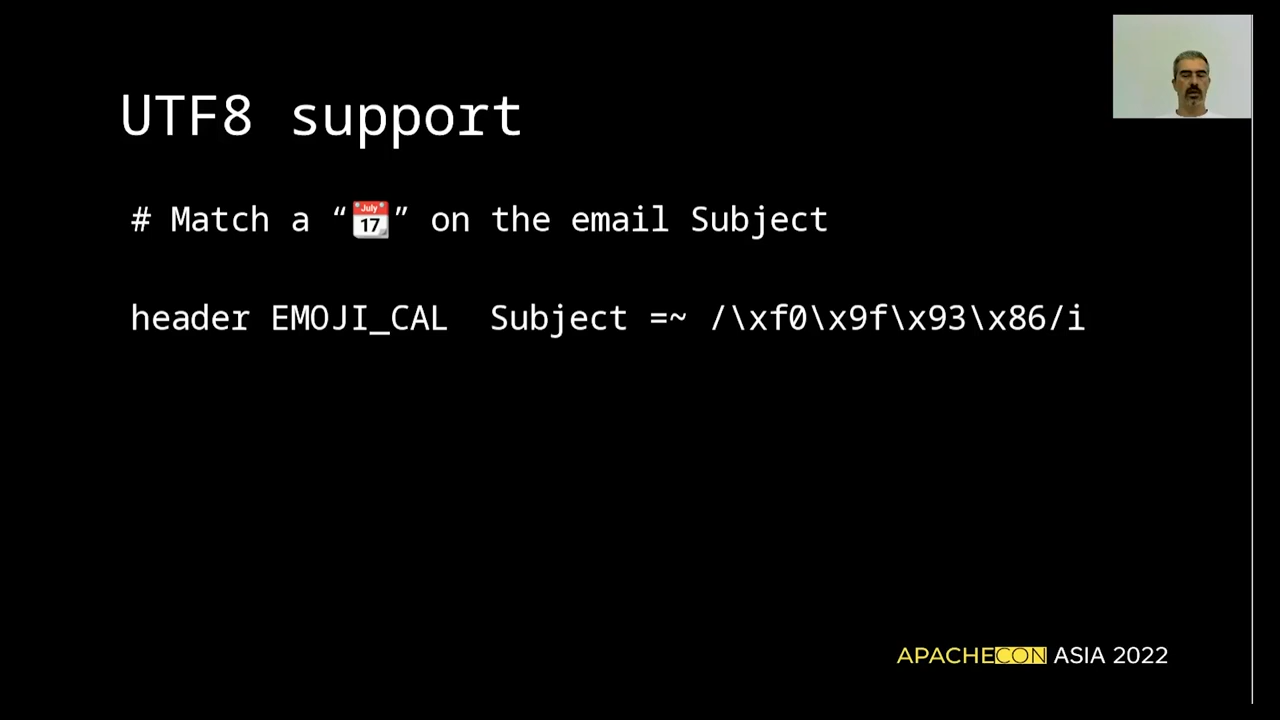 UTF8 support
# Match a “📆” on the email Subject
header EMOJI_CAL Subject =~ /\xf0\x9f\x93\x86/i
APACHECON ASIA 2022